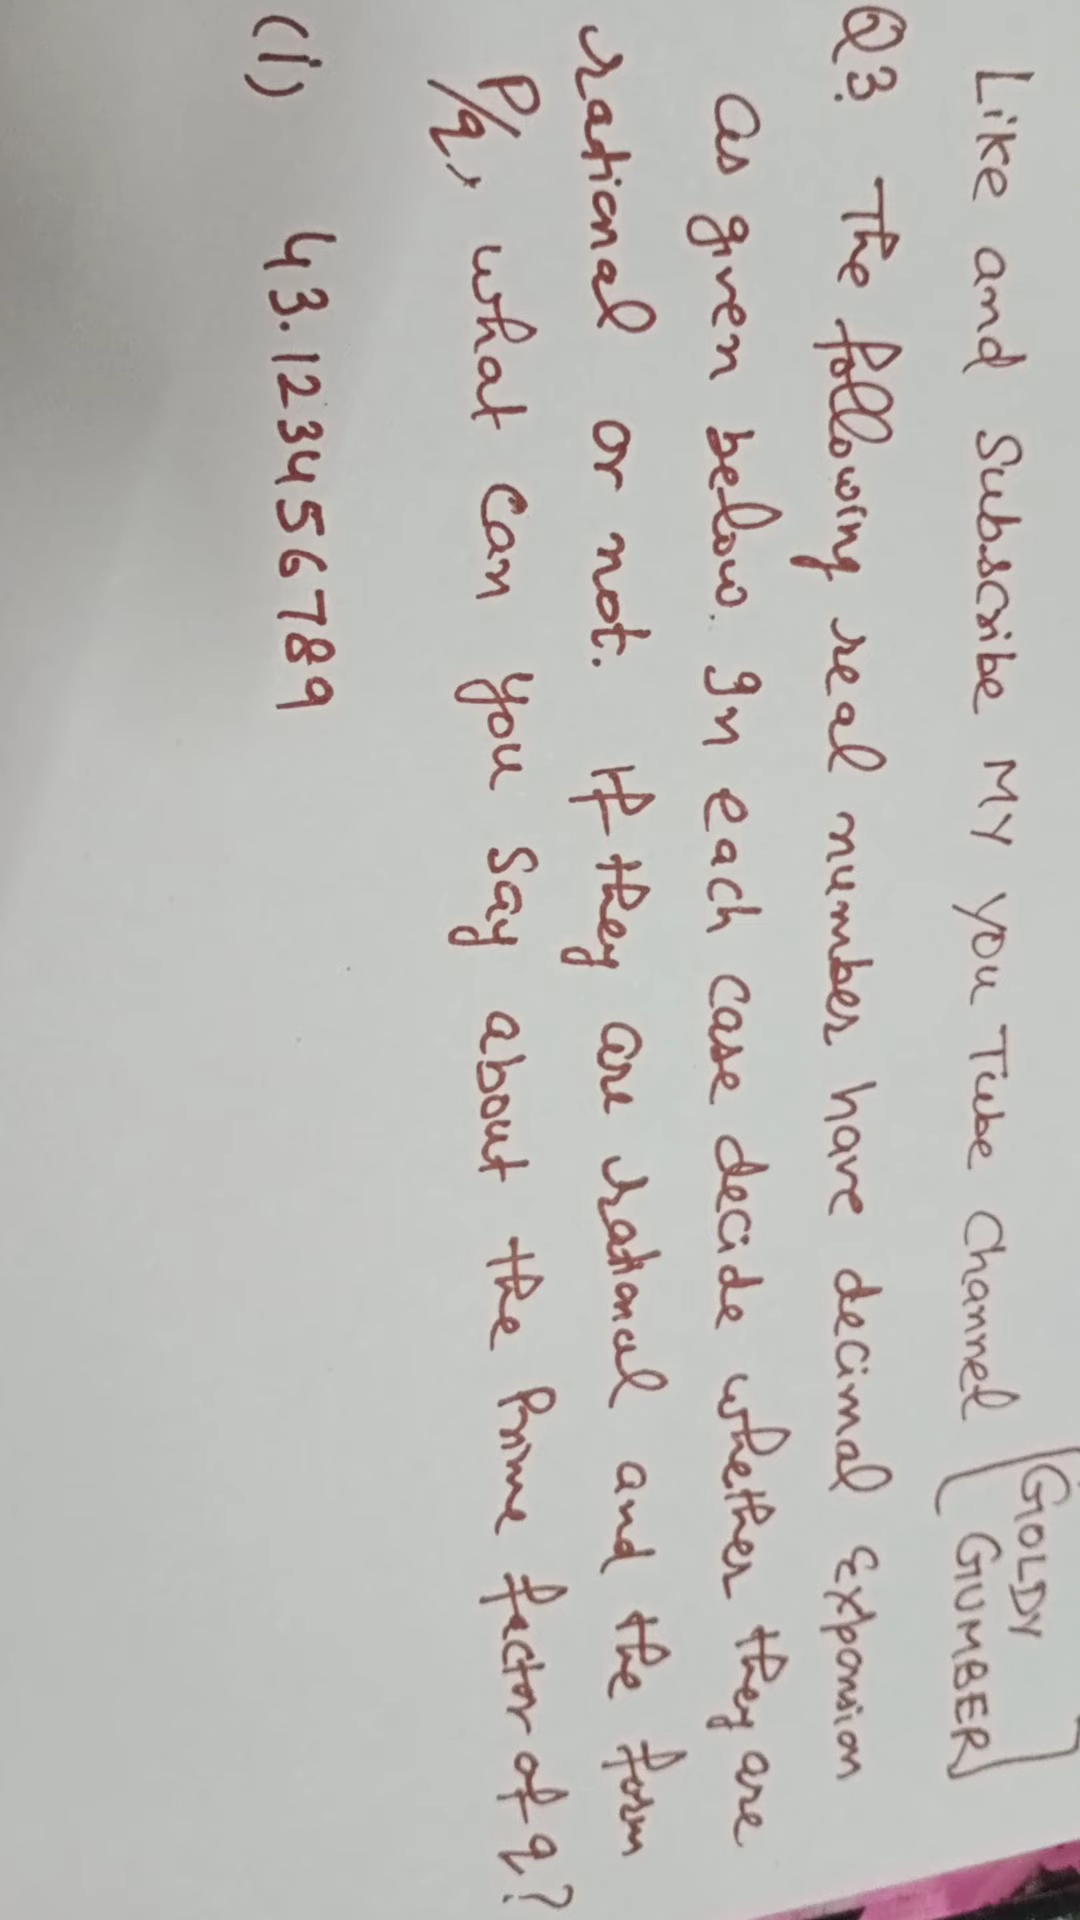 Like and Subscribe MY YouTube Channel [GOLDY GUMBER]
Q3. The following real number have decimal Expansion
as given below. In each case decide whether they are
rational or not. If they are rational and the form
P/q, what can you say about the Prime factor of q?
(i) 43.123456789